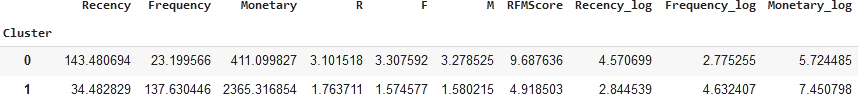 Recency Frequency Monetary R F M RFMScore Recency_log Frequency_log Monetary_log
Cluster
0 143.480694 23.199566 411.099827 3.101518 3.307592 3.278525 9.687636 4.570699 2.775255 5.724485
1 34.482829 137.630446 2365.316854 1.763711 1.574577 1.580215 4.918503 2.844539 4.632407 7.450798